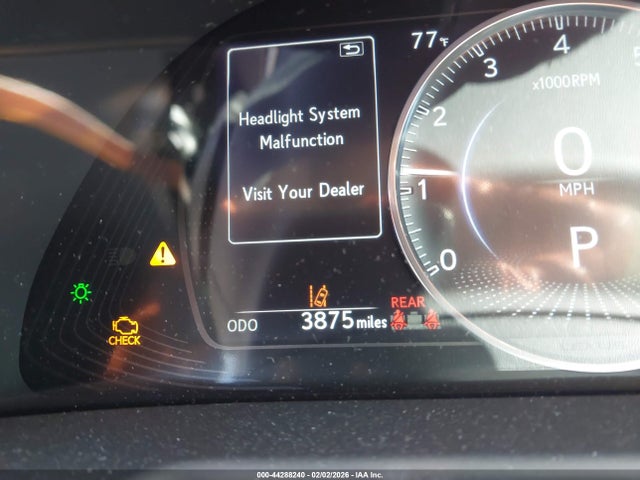 77°F
Headlight System
Malfunction
Visit Your Dealer
4
3
x1000RPM
2
0
MPH
1
P
0
REAR
ODO 3875 miles
CHECK
000-44288240 - 02/02/2026 - IAA Inc.